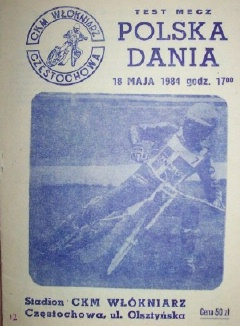 CKM WŁÓKNIARZ
CZĘSTOCHOWA
TEST MECZ
POLSKA
DANIA
18 MAJA 1984 godz. 17⁰⁰
Stadion CKM WŁÓKNIARZ
Częstochowa, ul. Olsztyńska
Cena 50 zł